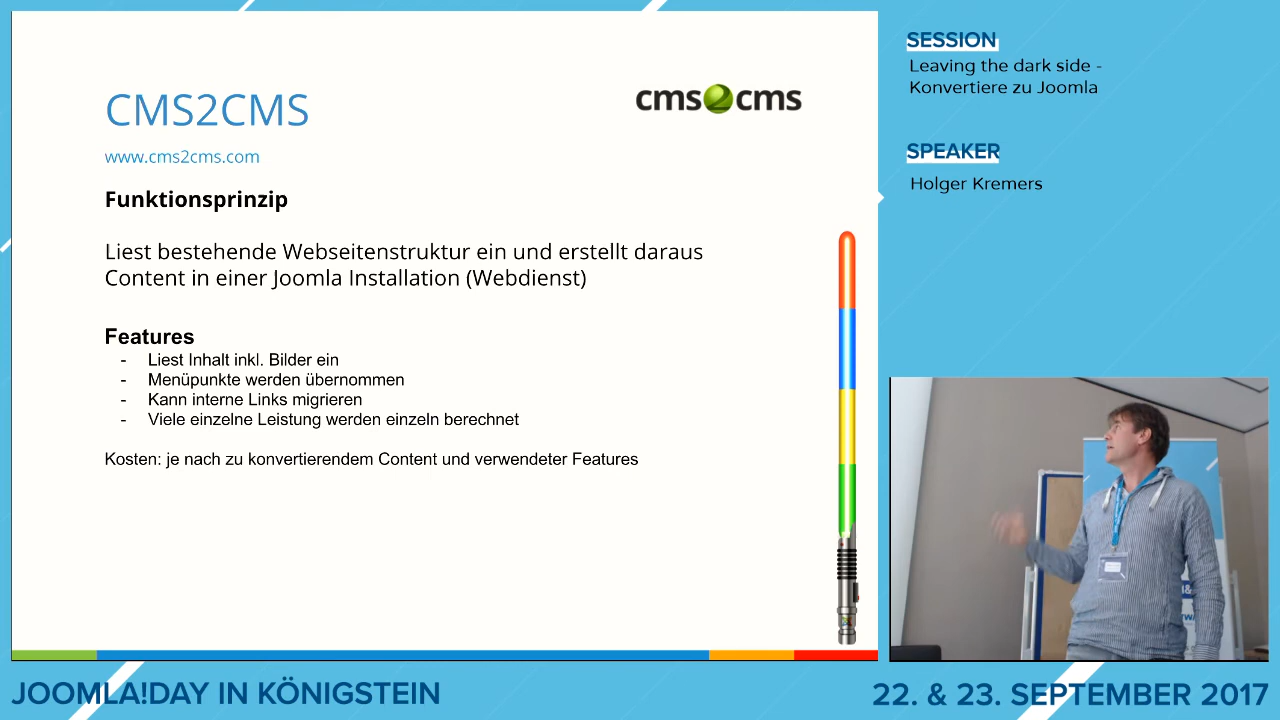 CMS2CMS
cms2cms
www.cms2cms.com
Funktionsprinzip
Liest bestehende Webseitenstruktur ein und erstellt daraus
Content in einer Joomla Installation (Webdienst)
Features
- Liest Inhalt inkl. Bilder ein
- Menüpunkte werden übernommen
- Kann interne Links migrieren
- Viele einzelne Leistung werden einzeln berechnet
Kosten: je nach zu konvertierendem Content und verwendeter Features
SESSION
Leaving the dark side -
Konvertiere zu Joomla
SPEAKER
Holger Kremers
JOOMLA!DAY IN KÖNIGSTEIN
22. & 23. SEPTEMBER 2017